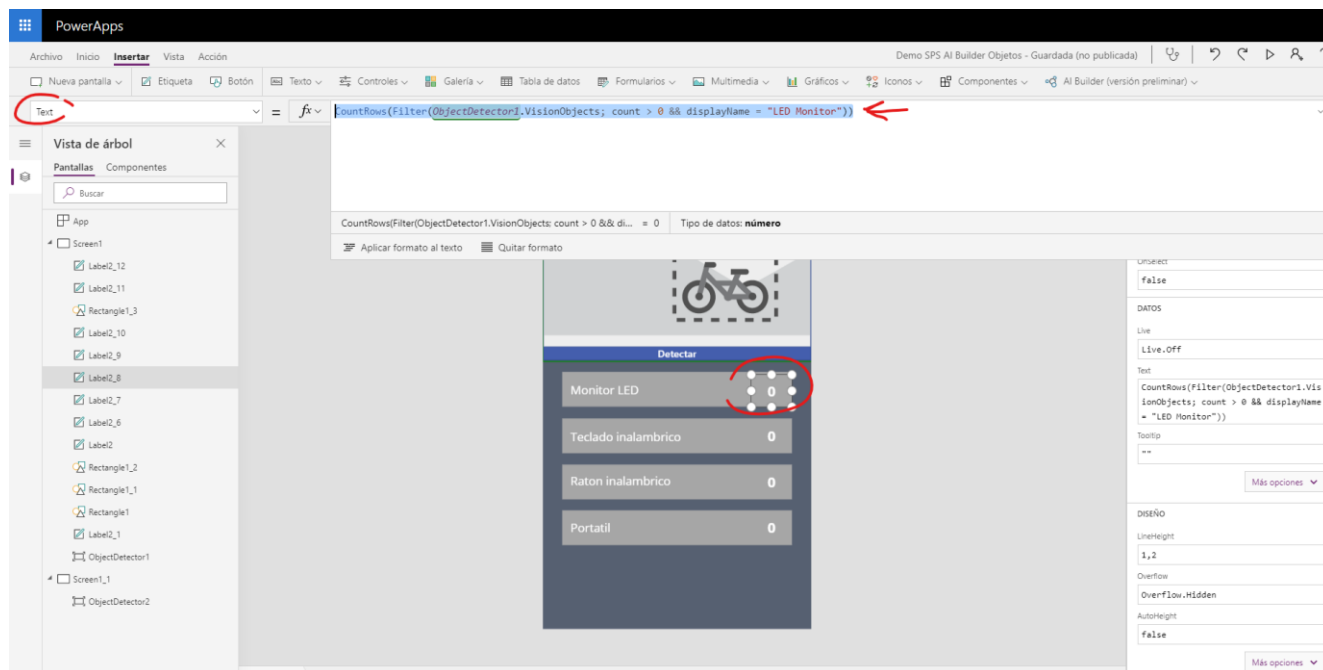 PowerApps
Archivo Inicio Insertar Vista Acción
Demo SPS AI Builder Objetos - Guardada (no publicada)
Nueva pantalla Etiqueta Botón Texto Controles Galería Tabla de datos Formularios Multimedia Gráficos Iconos Componentes AI Builder (versión preliminar)
Text = fx CountRows(Filter(ObjectDetector1.VisionObjects; count > 0 && displayName = "LED Monitor"))
Vista de árbol
Pantallas Componentes
Buscar
App
Screen1
Label2_12
Label2_11
Rectangle1_3
Label2_10
Label2_9
Label2_8
Label2_7
Label2_6
Label2
Rectangle1_2
Rectangle1_1
Rectangle1
Label2_1
ObjectDetector1
Screen1_1
ObjectDetector2
CountRows(Filter(ObjectDetector1.VisionObjects: count > 0 && di... = 0 Tipo de datos: número
Aplicar formato al texto Quitar formato
Detectar
Monitor LED 0
Teclado inalambrico 0
Raton inalambrico 0
Portatil 0
false
DATOS
Live
Live.Off
Text
CountRows(Filter(ObjectDetector1.Vis
ionObjects; count > 0 && displayName
= "LED Monitor"))
Tooltip
""
Más opciones
DISEÑO
LineHeight
1,2
Overflow
Overflow.Hidden
AutoHeight
false
Más opciones